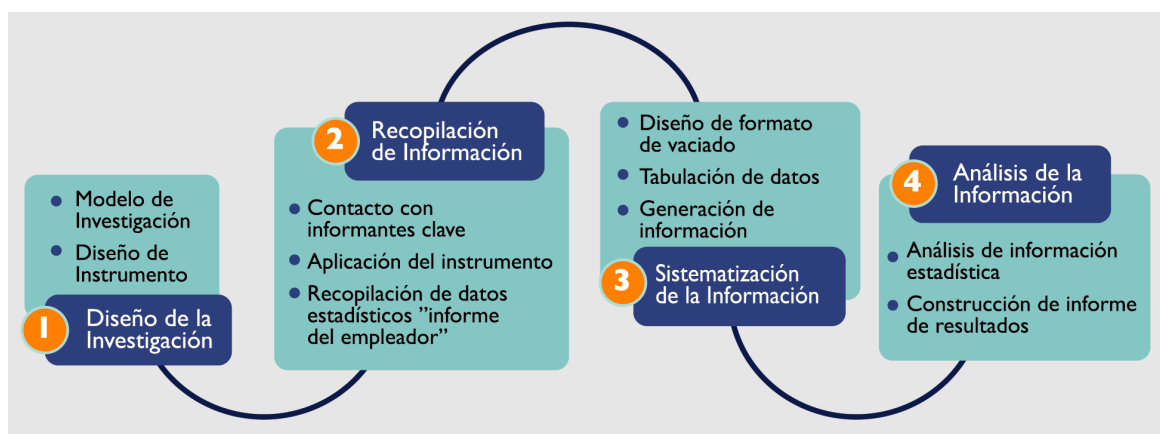 Modelo de
Investigación
Diseño de
Instrumento
1
Diseño de la
Investigación
2
Recopilación
de Información
Contacto con
informantes clave
Aplicación del instrumento
Recopilación de datos
estadísticos ”informe
del empleador”
Diseño de formato
de vaciado
Tabulación de datos
Generación de
información
3
Sistematización
de la Información
4
Análisis de la
Información
Análisis de información
estadística
Construcción de informe
de resultados